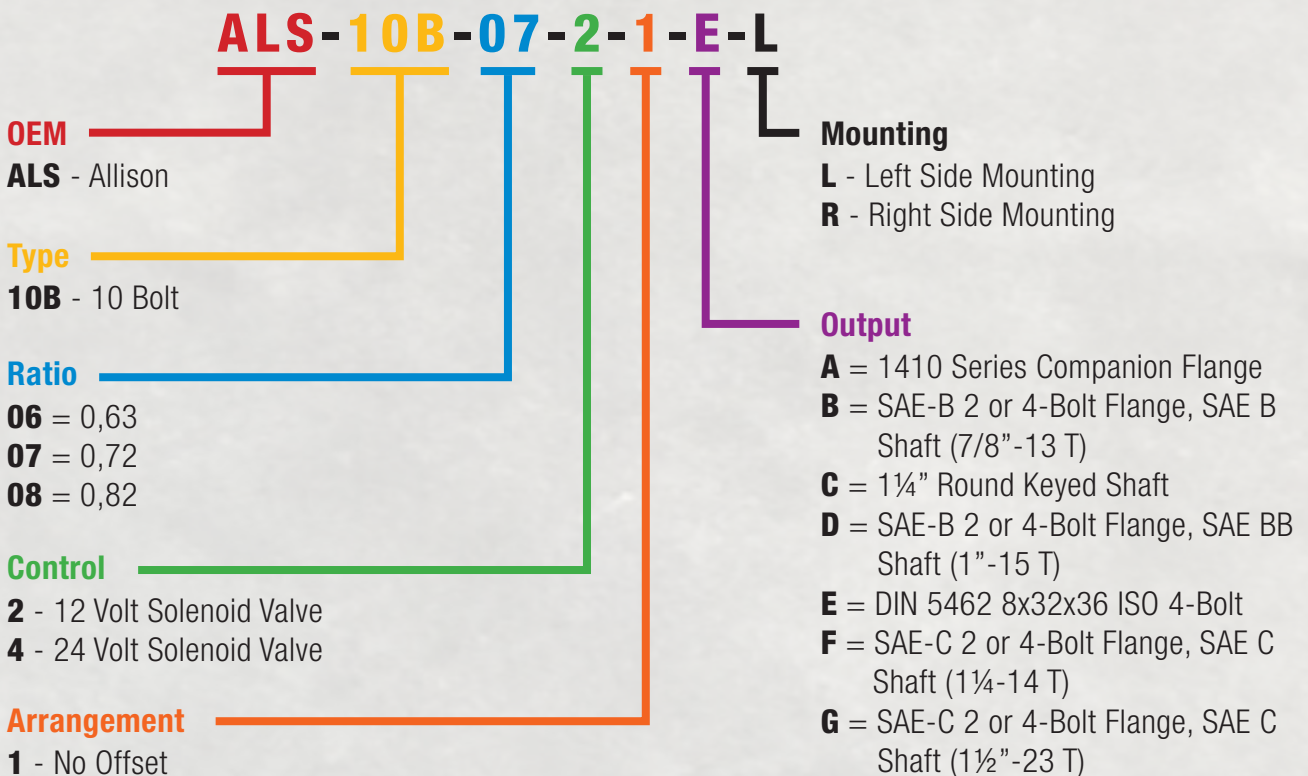 ALS-10B-07-2-1-E-L
OEM
ALS - Allison
Type
10B - 10 Bolt
Ratio
06 = 0,63
07 = 0,72
08 = 0,82
Control
2 - 12 Volt Solenoid Valve
4 - 24 Volt Solenoid Valve
Arrangement
1 - No Offset
Mounting
L - Left Side Mounting
R - Right Side Mounting
Output
A = 1410 Series Companion Flange
B = SAE-B 2 or 4-Bolt Flange, SAE B
Shaft (7/8”-13 T)
C = 1¼” Round Keyed Shaft
D = SAE-B 2 or 4-Bolt Flange, SAE BB
Shaft (1”-15 T)
E = DIN 5462 8x32x36 ISO 4-Bolt
F = SAE-C 2 or 4-Bolt Flange, SAE C
Shaft (1¼-14 T)
G = SAE-C 2 or 4-Bolt Flange, SAE C
Shaft (1½”-23 T)